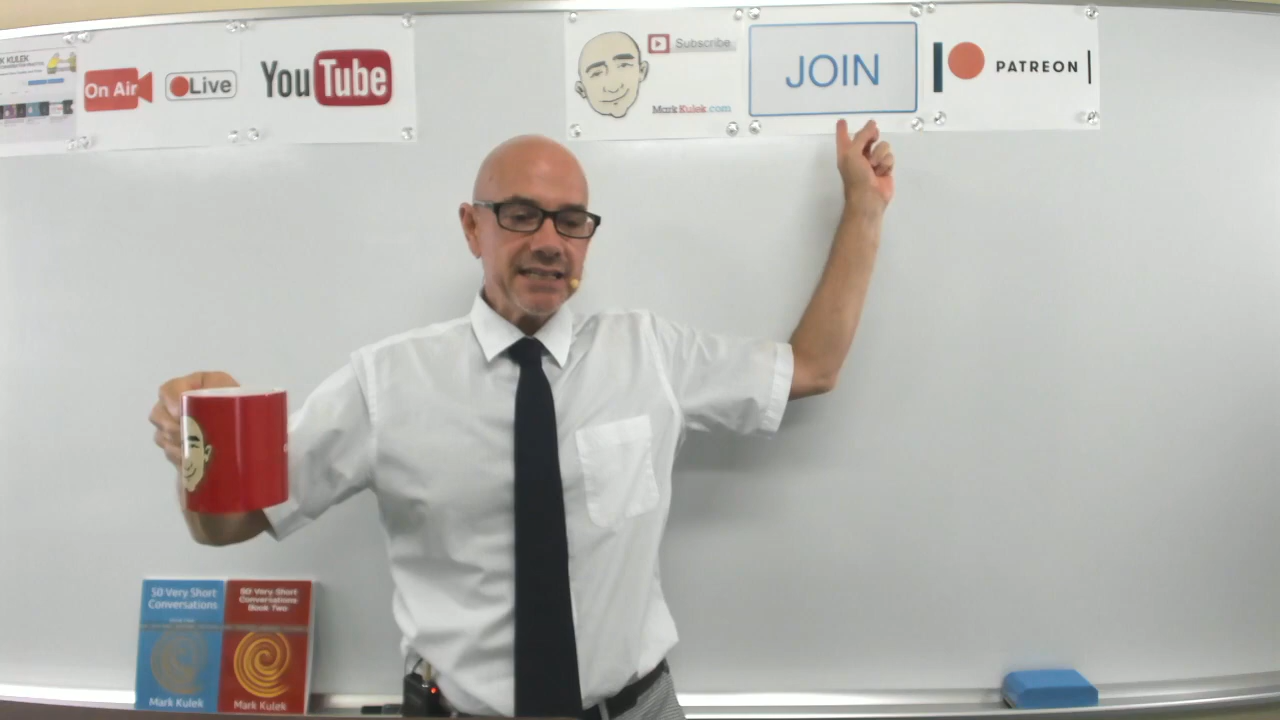 K KULEK
On Air
Live
YouTube
Subscribe
MarkKulek.com
JOIN
PATREON
50 Very Short
Conversations
Mark Kulek
50 Very Short
Conversations
Book Two
Mark Kulek